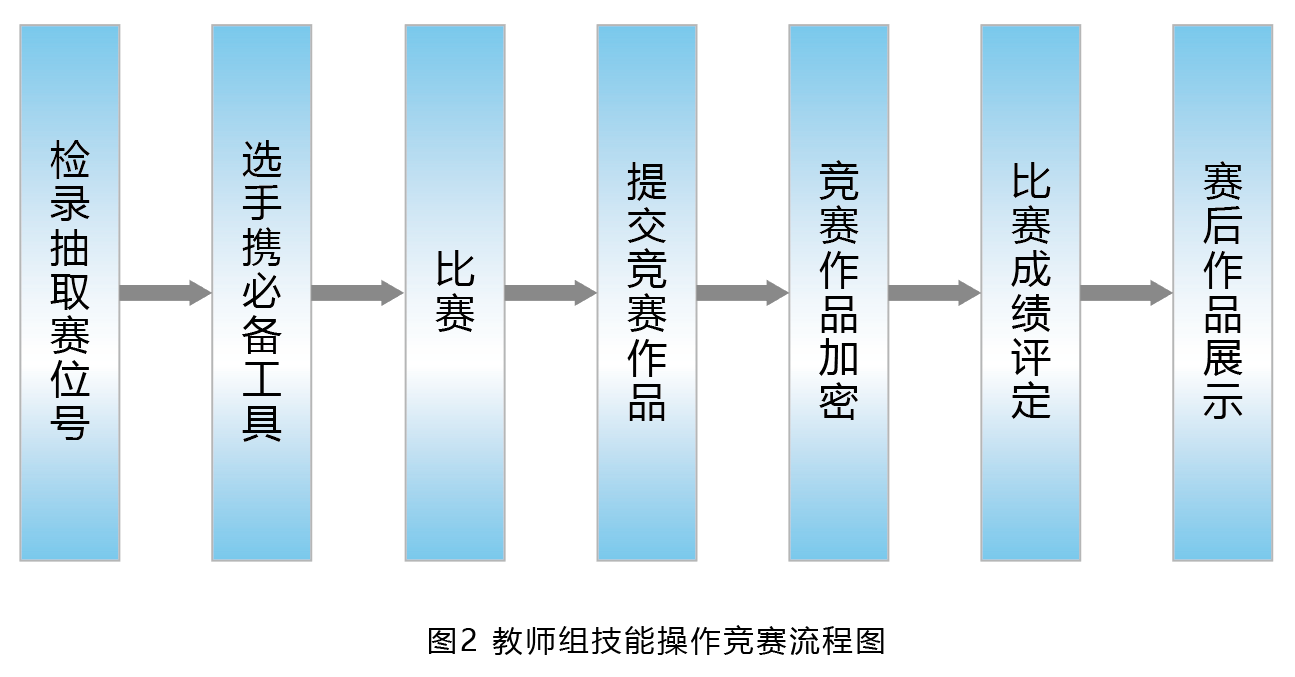 检录抽取赛位号
选手携必备工具
比赛
提交竞赛作品
竞赛作品加密
比赛成绩评定
赛后作品展示
图2 教师组技能操作竞赛流程图